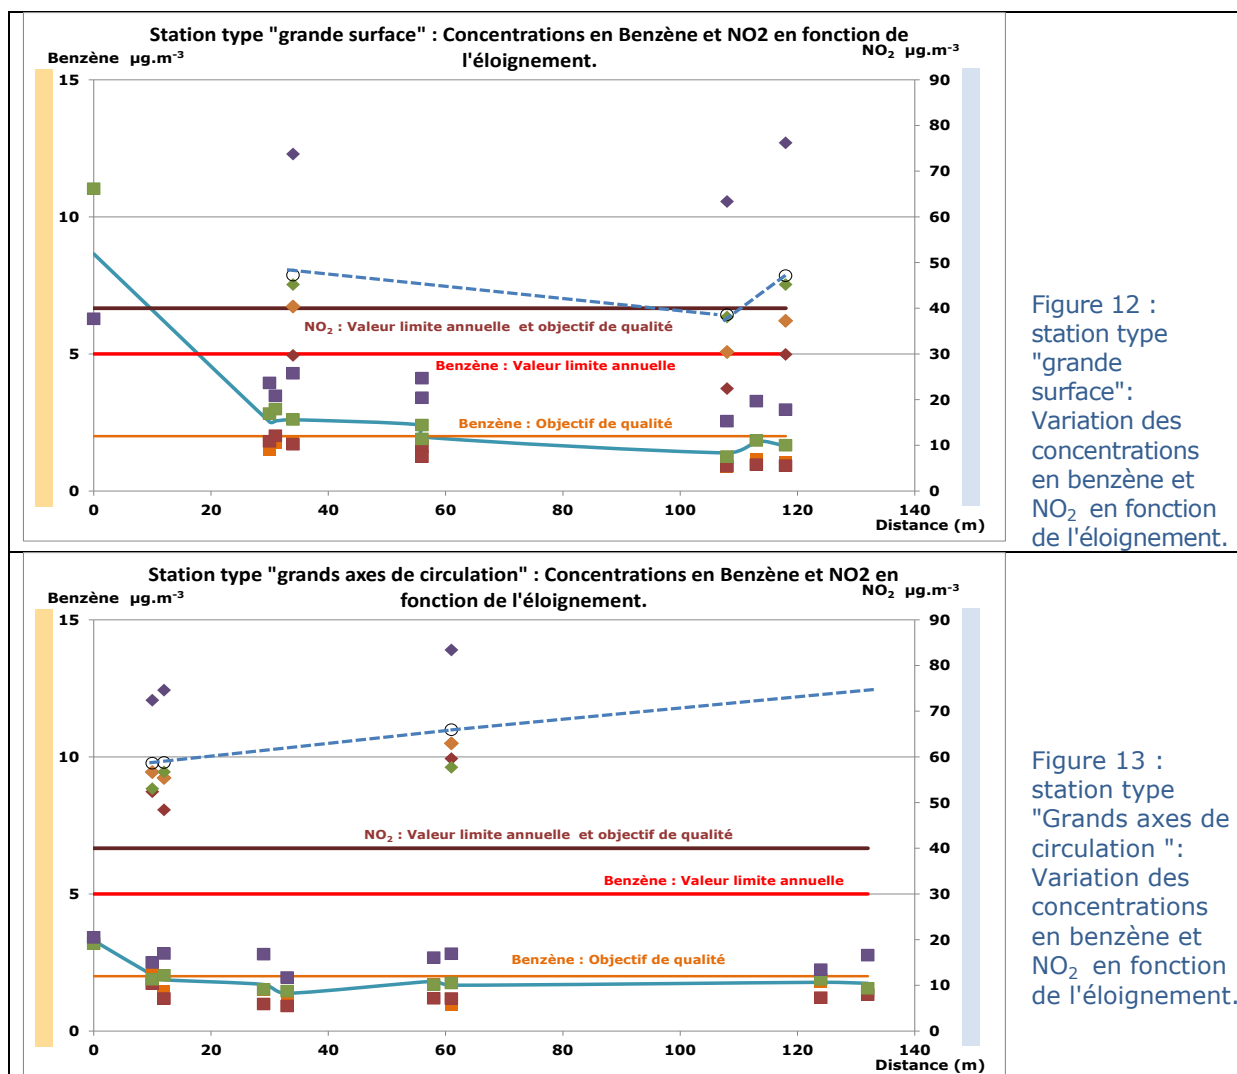 Station type "grande surface" : Concentrations en Benzène et NO2 en fonction de
l'éloignement.
Benzène µg.m-3
NO2 µg.m-3
15
10
5
0
90
80
70
60
50
40
30
20
10
0
NO2 : Valeur limite annuelle et objectif de qualité
Benzène : Valeur limite annuelle
Benzène : Objectif de qualité
0 20 40 60 80 100 120 140
Distance (m)
Figure 12 :
station type
"grande
surface":
Variation des
concentrations
en benzène et
NO2 en fonction
de l'éloignement.
Station type "grands axes de circulation" : Concentrations en Benzène et NO2 en
fonction de l'éloignement.
Benzène µg.m-3
NO2 µg.m-3
15
10
5
0
90
80
70
60
50
40
30
20
10
0
NO2 : Valeur limite annuelle et objectif de qualité
Benzène : Valeur limite annuelle
Benzène : Objectif de qualité
0 20 40 60 80 100 120 140
Distance (m)
Figure 13 :
station type
"Grands axes de
circulation ":
Variation des
concentrations
en benzène et
NO2 en fonction
de l'éloignement.